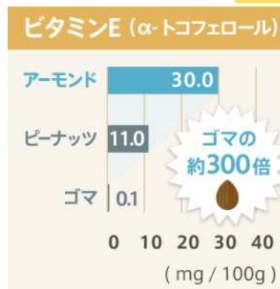 ビタミンE (α-トコフェロール)
アーモンド 30.0
ピーナッツ 11.0
ゴマ 0.1
ゴマの
約300倍
0 10 20 30 40
( mg / 100g )